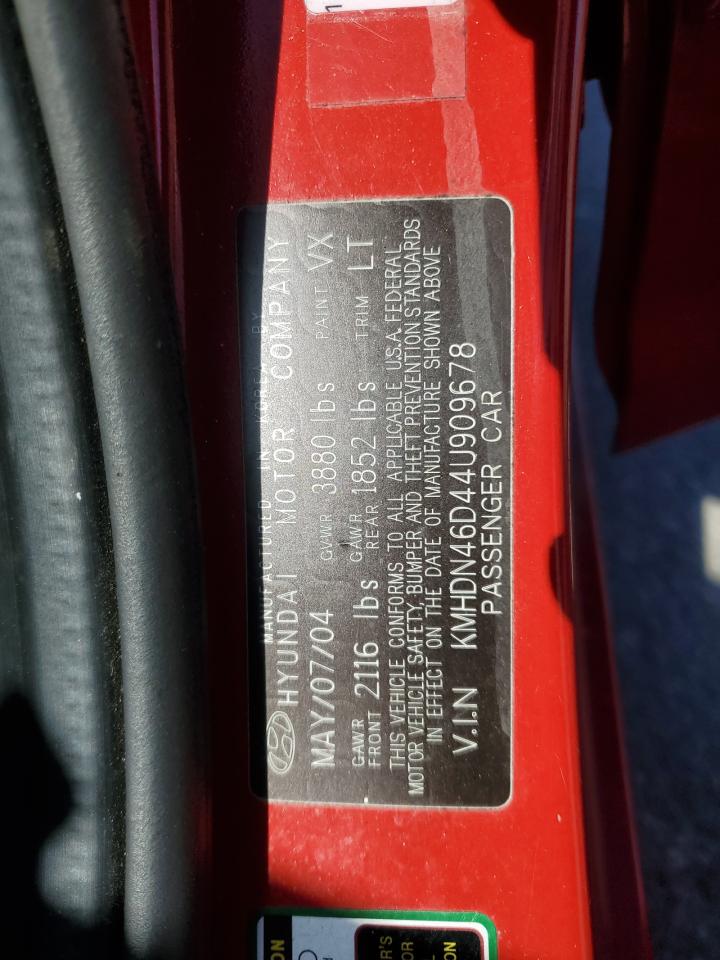 MANUFACTURED IN KOREA BY
HYUNDAI MOTOR COMPANY
MAY/07/04 GVWR 3880 lbs PAINT VX
GAWR FRONT 2116 lbs GAWR REAR 1852 lbs TRIM LT
THIS VEHICLE CONFORMS TO ALL APPLICABLE U.S.A. FEDERAL
MOTOR VEHICLE SAFETY, BUMPER AND THEFT PREVENTION STANDARDS
IN EFFECT ON THE DATE OF MANUFACTURE SHOWN ABOVE
V.I.N KMHDN46D44U909678
PASSENGER CAR